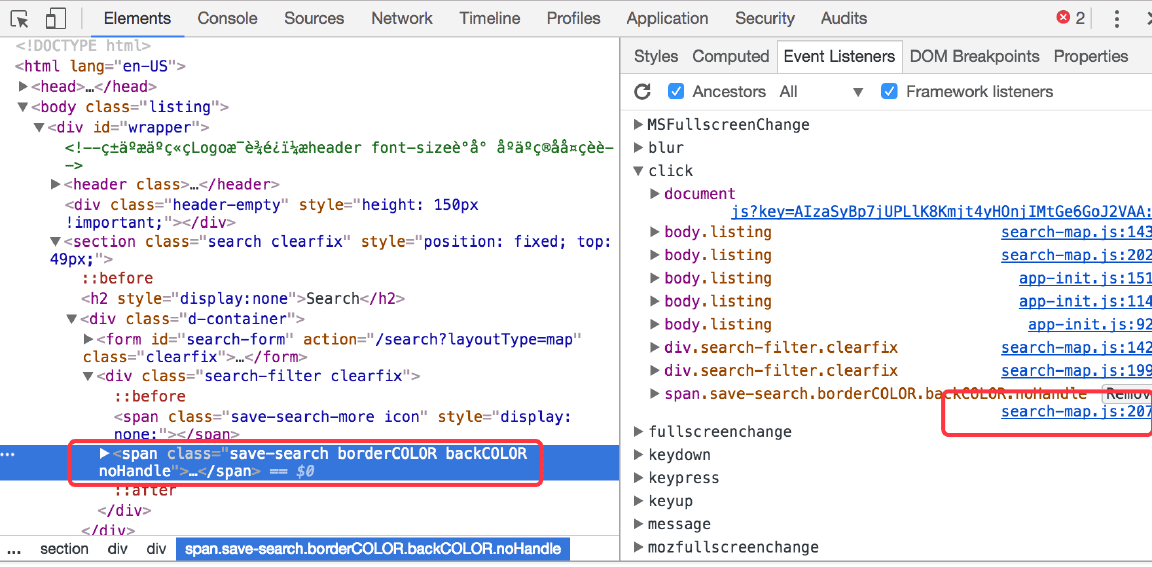 Elements Console Sources Network Timeline Profiles Application Security Audits 2
<!DOCTYPE html>
<html lang="en-US">
<head>…</head>
<body class="listing">
<div id="wrapper">
header font-size
-->
<header class>…</header>
<div class="header-empty" style="height: 150px
!important;"></div>
<section class="search clearfix" style="position: fixed; top:
49px;">
::before
<h2 style="display:none">Search</h2>
<div class="d-container">
<form id="search-form" action="/search?layoutType=map"
class="clearfix">…</form>
<div class="search-filter clearfix">
::before
<span class="save-search-more icon" style="display:
none;"></span>
… <span class="save-search borderCOLOR backCOLOR
noHandle">…</span> == $0
::after
</div>
</div>
… section div div span.save-search.borderCOLOR.backCOLOR.noHandle
Styles Computed Event Listeners DOM Breakpoints Properties
Ancestors All Framework listeners
MSFullscreenChange
blur
click
document
js?key=AIzaSyBp7jUPLlK8Kmjt4yHOnjIMtGe6GoJ2VAA:
body.listing search-map.js:143
body.listing search-map.js:202
body.listing app-init.js:151
body.listing app-init.js:114
body.listing app-init.js:92
div.search-filter.clearfix search-map.js:142
div.search-filter.clearfix search-map.js:199
span.save-search.borderCOLOR.backCOLOR.noHandle Remov
search-map.js:207
fullscreenchange
keydown
keypress
keyup
message
mozfullscreenchange